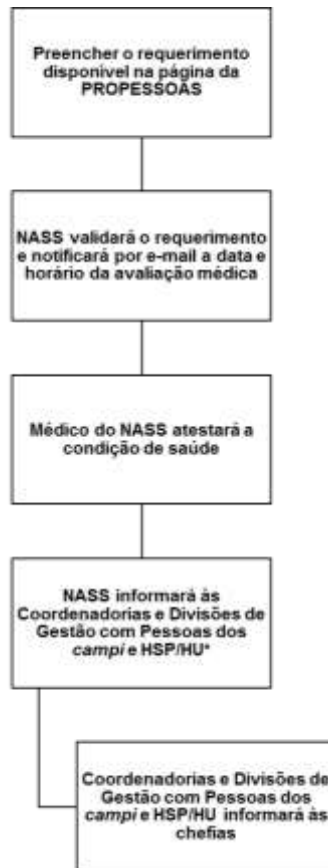 Preencher o requerimento
disponível na página da
PROPESSOAS
NASS validará o requerimento
e notificará por e-mail a data e
horário da avaliação médica
Médico do NASS atestará a
condição de saúde
NASS informará às
Coordenadorias e Divisões de
Gestão com Pessoas dos
campi e HSP/HU*
Coordenadorias e Divisões de
Gestão com Pessoas dos
campi e HSP/HU informará às
chefias